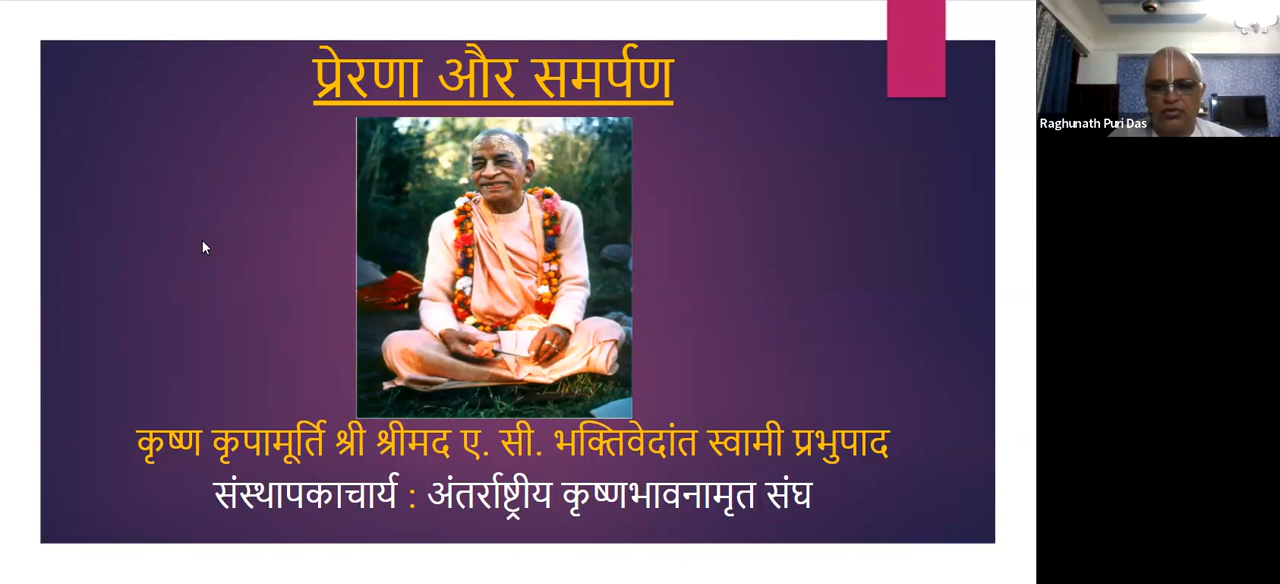 प्रेरणा और समर्पण
Raghunath Puri Das
कृष्ण कृपामूर्ति श्री श्रीमद ए. सी. भक्तिवेदांत स्वामी प्रभुपाद
संस्थापकाचार्य : अंतर्राष्ट्रीय कृष्णभावनामृत संघ